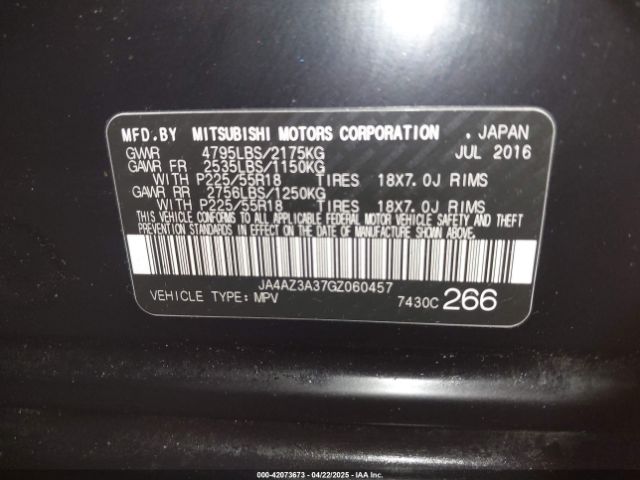 MFD.BY MITSUBISHI MOTORS CORPORATION . JAPAN
GVWR 4795LBS/2175KG JUL 2016
GAWR FR 2535LBS/1150KG
WITH P225/55R18 TIRES 18X7.0J RIMS
GAWR RR 2756LBS/1250KG
WITH P225/55R18 TIRES 18X7.0J RIMS
THIS VEHICLE CONFORMS TO ALL APPLICABLE FEDERAL MOTOR VEHICLE SAFETY AND THEFT
PREVENTION STANDARDS IN EFFECT ON THE DATE OF MANUFACTURE SHOWN ABOVE.
JA4AZ3A37GZ060457
VEHICLE TYPE: MPV 7430C 266
000-42073673 - 04/22/2025 - IAA Inc.